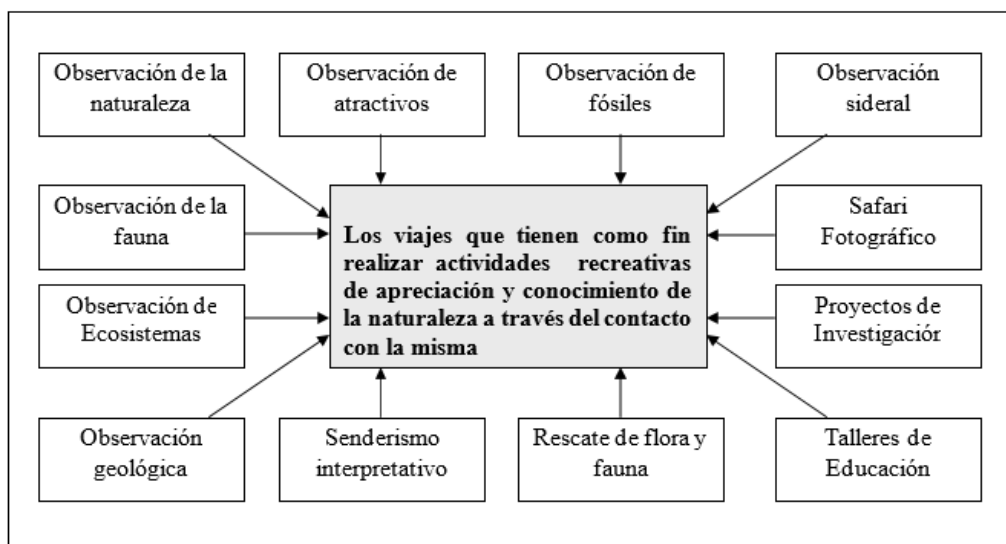 Observación de la
naturaleza
Observación de
atractivos
Observación de
fósiles
Observación
sideral
Observación de la
fauna
Los viajes que tienen como fin
realizar actividades recreativas
de apreciación y conocimiento de
la naturaleza a través del contacto
con la misma
Safari
Fotográfico
Observación de
Ecosistemas
Proyectos de
Investigación
Observación
geológica
Senderismo
interpretativo
Rescate de flora y
fauna
Talleres de
Educación